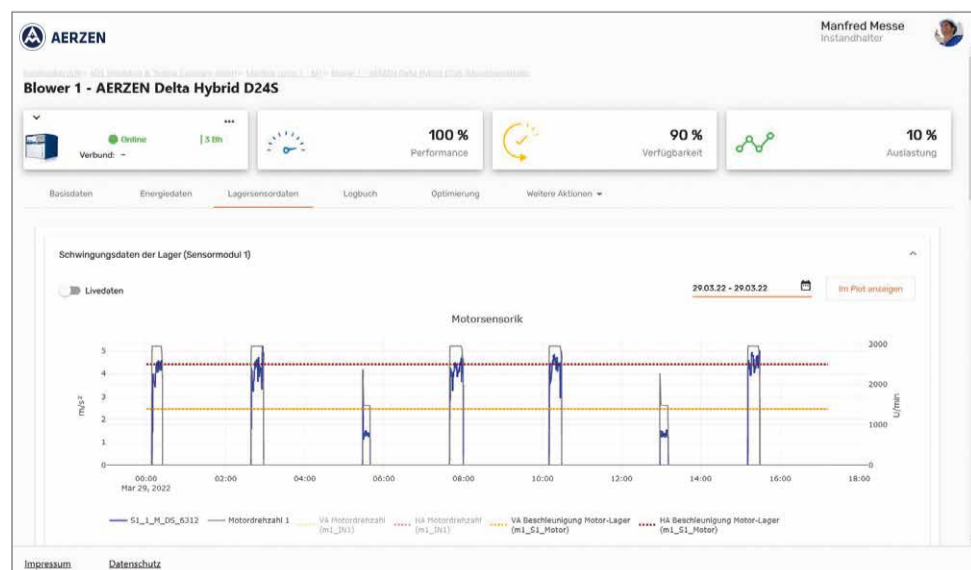 AERZEN
Manfred Messe
Instandhalter
Blower 1 - AERZEN Delta Hybrid D24S
Online
3 Bh
Verbund: -
100 %
Performance
90 %
Verfügbarkeit
10 %
Auslastung
Basisdaten Energiedaten Lagersensordaten Logbuch Optimierung Weitere Aktionen
Schwingungsdaten der Lager (Sensormodul 1)
Livedaten
29.03.22 - 29.03.22
Im Plot anzeigen
Motorsensorik
5
4
3
2
1
0
m/s²
3000
2000
1000
0
U/min
00:00 02:00 04:00 06:00 08:00 10:00 12:00 14:00 16:00 18:00
Mar 29, 2022
S1_1_M_DS_6312
Motordrehzahl 1
VA Motordrehzahl
(m1_IN1)
HA Motordrehzahl
(m1_IN1)
VA Beschleunigung Motor-Lager
(m1_S1_Motor)
HA Beschleunigung Motor-Lager
(m1_S1_Motor)
Impressum Datenschutz